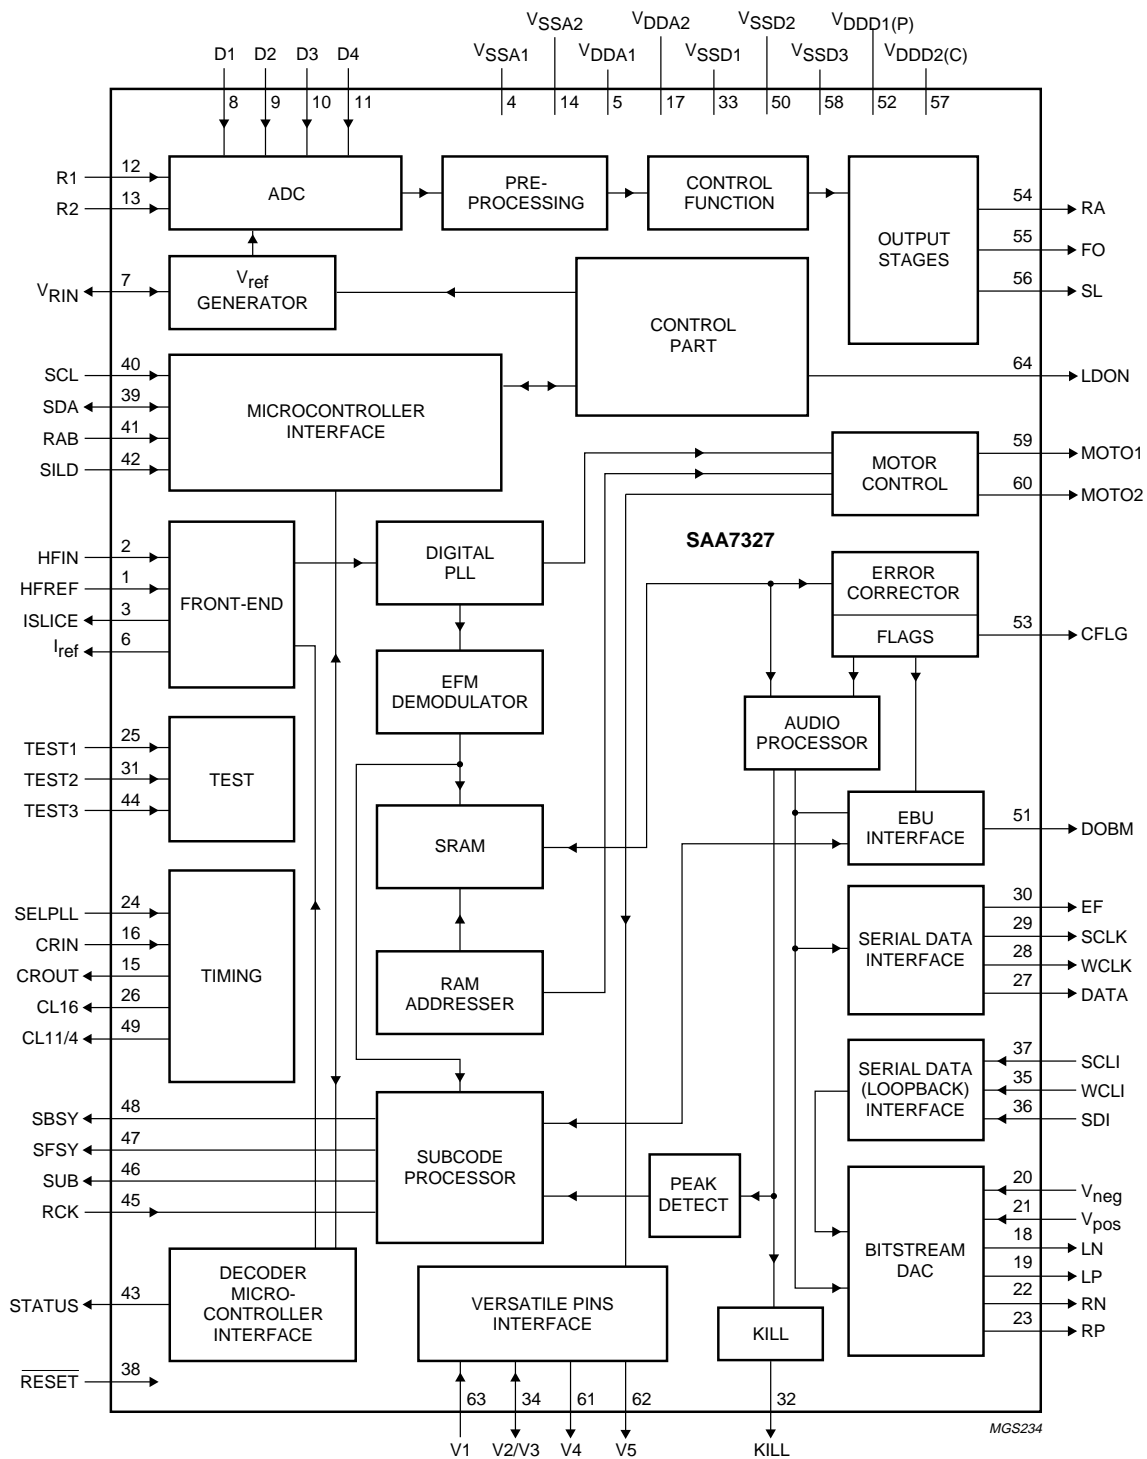 VSSA2 VDDA2 VSSD2 VDDD1(P)
D1 D2 D3 D4 VSSA1 VDDA1 VSSD1 VSSD3 VDDD2(C)
8 9 10 11 4 14 5 17 33 50 58 52 57
R1 12
R2 13
ADC
PRE-
PROCESSING
CONTROL
FUNCTION
OUTPUT
STAGES
54 RA
55 FO
56 SL
VRIN 7
Vref
GENERATOR
CONTROL
PART
64 LDON
SCL 40
SDA 39
RAB 41
SILD 42
MICROCONTROLLER
INTERFACE
MOTOR
CONTROL
59 MOTO1
60 MOTO2
SAA7327
HFIN 2
HFREF 1
ISLICE 3
Iref 6
FRONT-END
DIGITAL
PLL
ERROR
CORRECTOR
FLAGS
53 CFLG
EFM
DEMODULATOR
AUDIO
PROCESSOR
TEST1 25
TEST2 31
TEST3 44
TEST
SRAM
EBU
INTERFACE
51 DOBM
SELPLL 24
CRIN 16
CROUT 15
CL16 26
CL11/4 49
TIMING
RAM
ADDRESSER
SERIAL DATA
INTERFACE
30 EF
29 SCLK
28 WCLK
27 DATA
SERIAL DATA
(LOOPBACK)
INTERFACE
37 SCLI
35 WCLI
36 SDI
SBSY 48
SFSY 47
SUB 46
RCK 45
SUBCODE
PROCESSOR
PEAK
DETECT
BITSTREAM
DAC
20 Vneg
21 Vpos
18 LN
19 LP
22 RN
23 RP
STATUS 43
DECODER
MICRO-
CONTROLLER
INTERFACE
VERSATILE PINS
INTERFACE
KILL
RESET 38
63 34 61 62 32
V1 V2/V3 V4 V5 KILL
MGS234